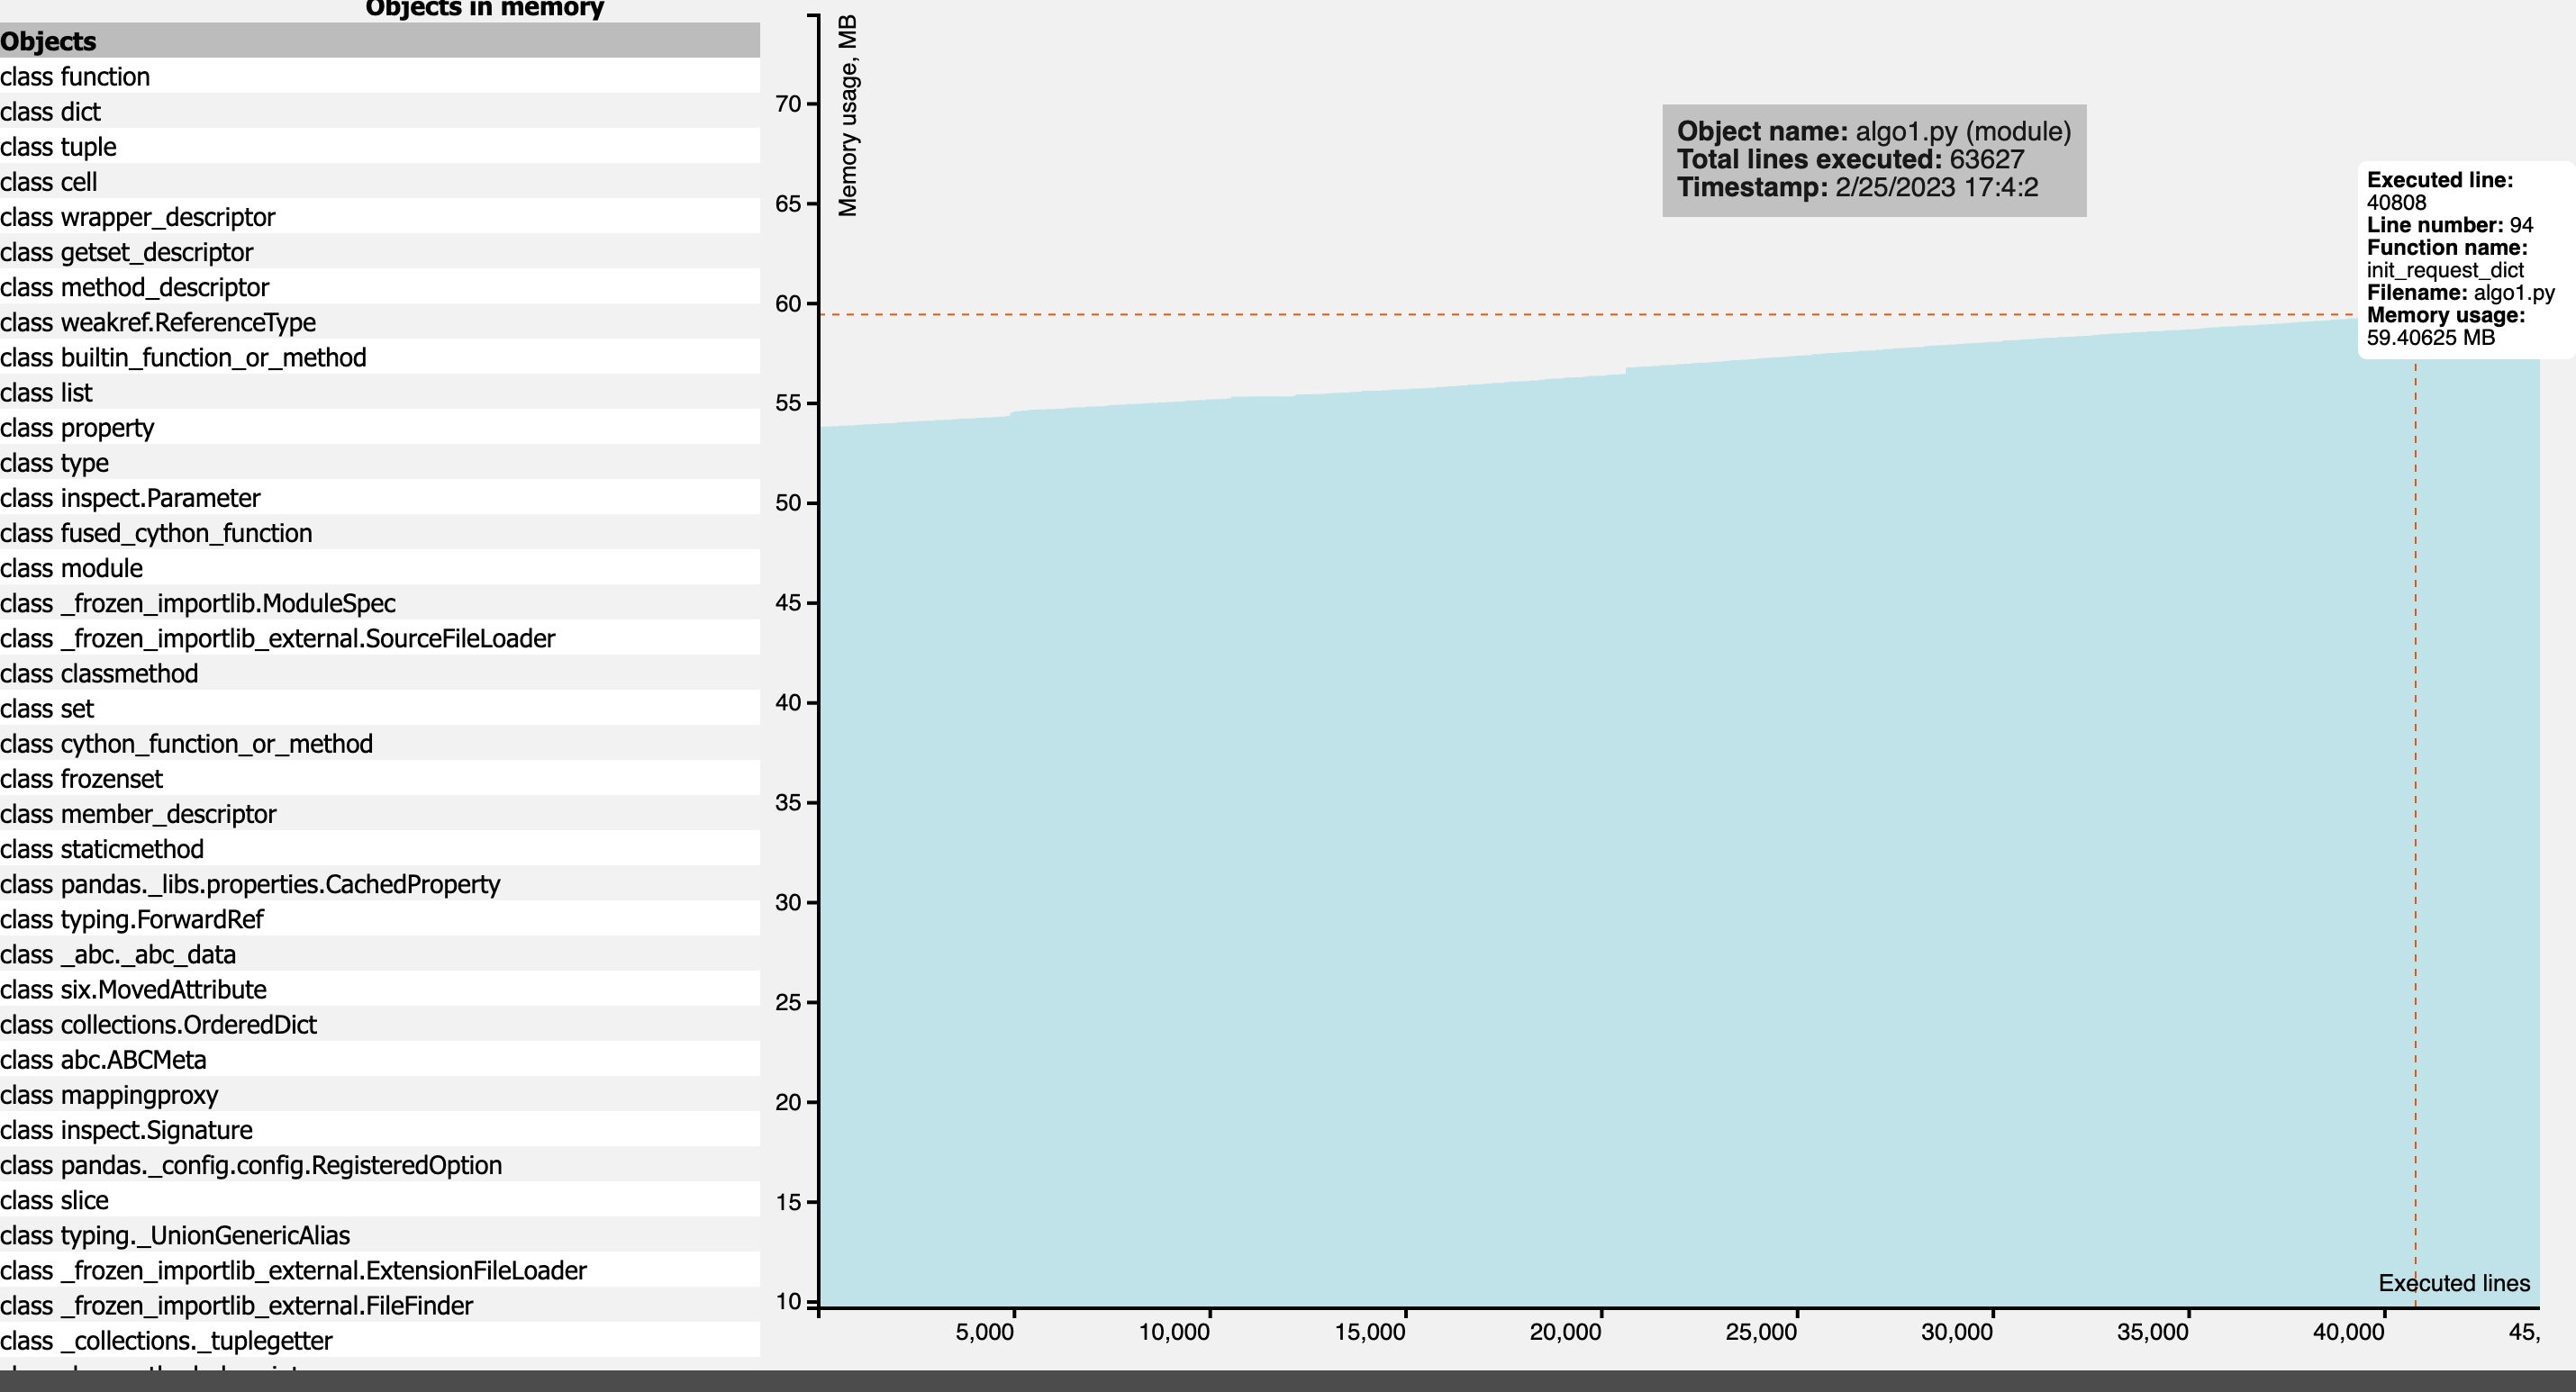 Objects in memory
Objects
class function
class dict
class tuple
class cell
class wrapper_descriptor
class getset_descriptor
class method_descriptor
class weakref.ReferenceType
class builtin_function_or_method
class list
class property
class type
class inspect.Parameter
class fused_cython_function
class module
class _frozen_importlib.ModuleSpec
class _frozen_importlib_external.SourceFileLoader
class classmethod
class set
class cython_function_or_method
class frozenset
class member_descriptor
class staticmethod
class pandas._libs.properties.CachedProperty
class typing.ForwardRef
class _abc._abc_data
class six.MovedAttribute
class collections.OrderedDict
class abc.ABCMeta
class mappingproxy
class inspect.Signature
class pandas._config.config.RegisteredOption
class slice
class typing._UnionGenericAlias
class _frozen_importlib_external.ExtensionFileLoader
class _frozen_importlib_external.FileFinder
class _collections._tuplegetter
Memory usage, MB
70
65
60
55
50
45
40
35
30
25
20
15
10
Object name: algo1.py (module)
Total lines executed: 63627
Timestamp: 2/25/2023 17:4:2
Executed line:
40808
Line number: 94
Function name:
init_request_dict
Filename: algo1.py
Memory usage:
59.40625 MB
Executed lines
5,000
10,000
15,000
20,000
25,000
30,000
35,000
40,000
45,